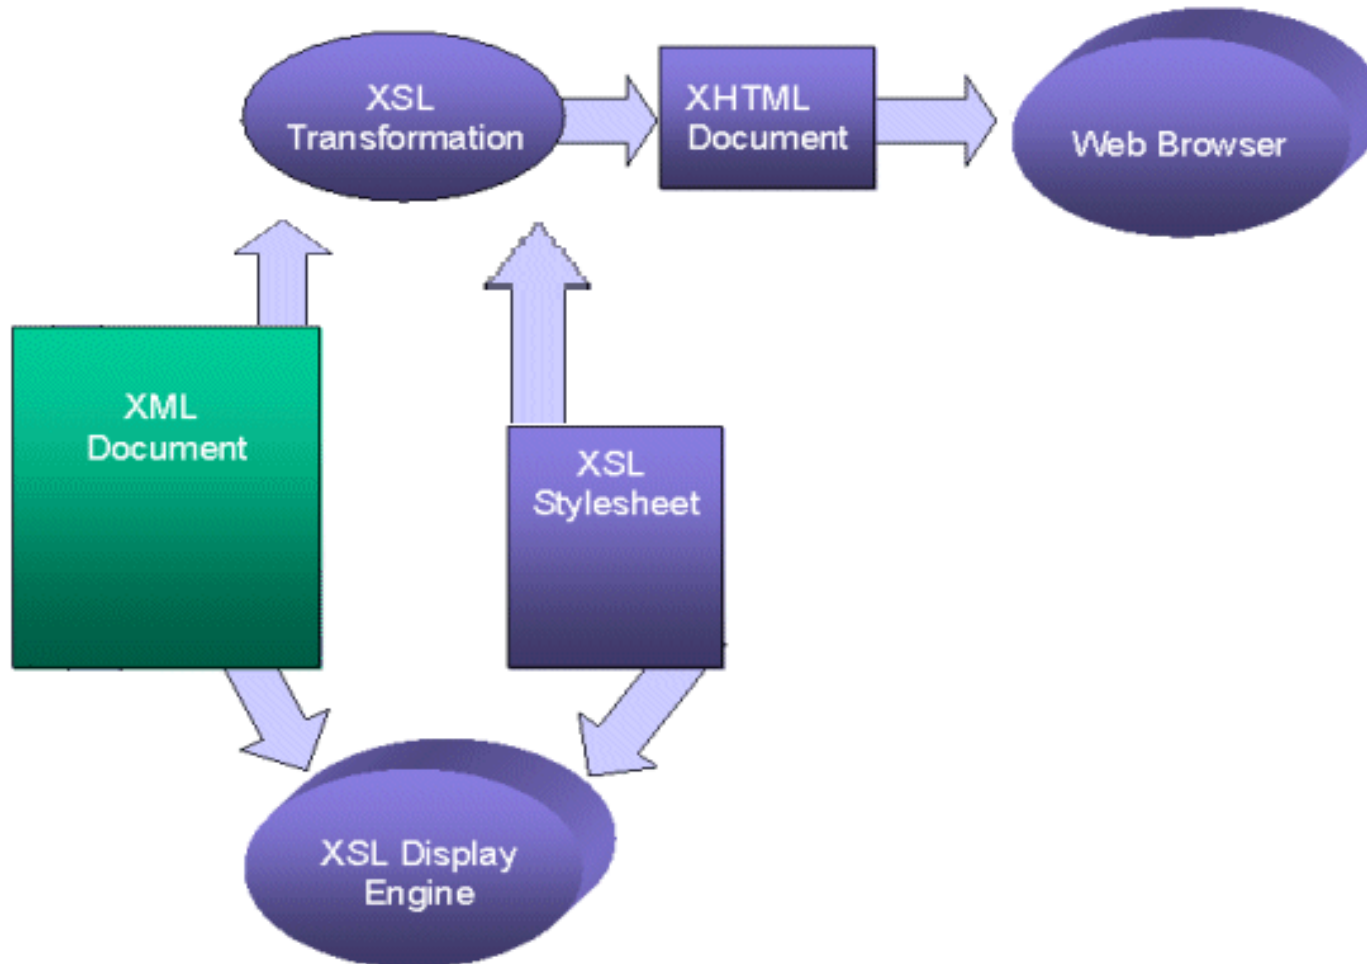 XSL
Transformation
XHTML
Document
Web Browser
XML
Document
XSL
Stylesheet
XSL Display
Engine